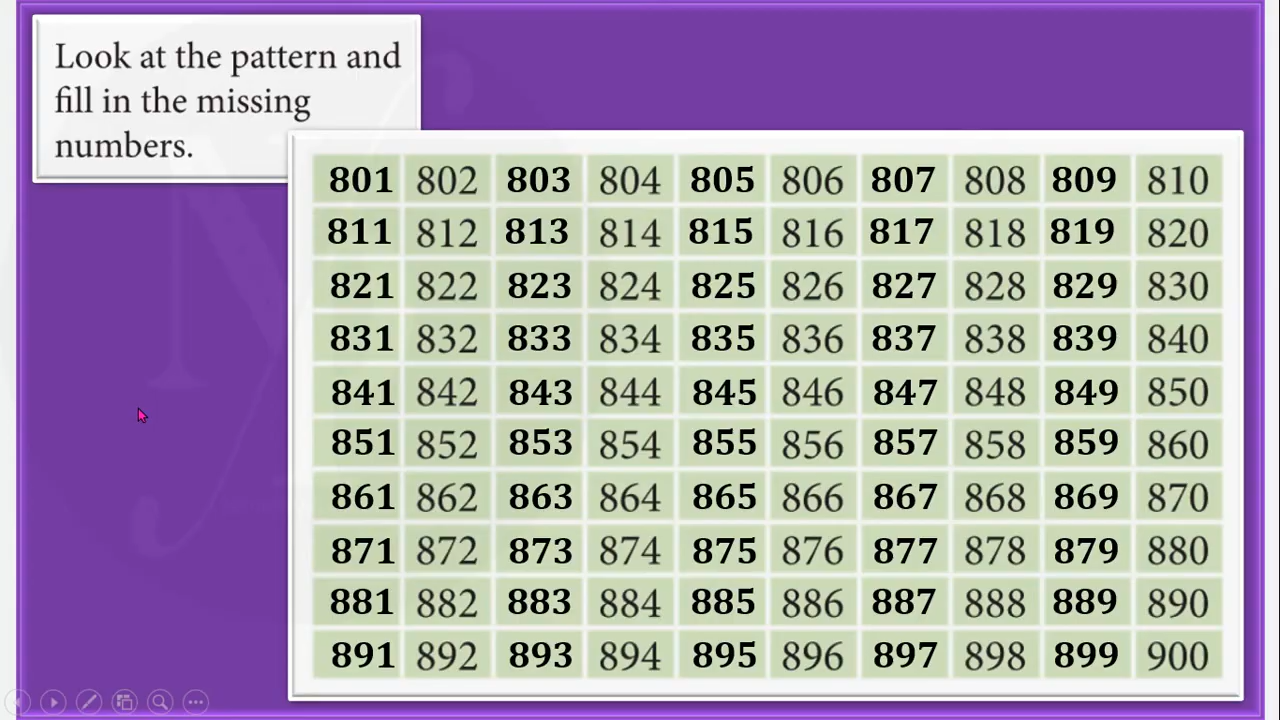 Look at the pattern and
fill in the missing
numbers.
801 802 803 804 805 806 807 808 809 810
811 812 813 814 815 816 817 818 819 820
821 822 823 824 825 826 827 828 829 830
831 832 833 834 835 836 837 838 839 840
841 842 843 844 845 846 847 848 849 850
851 852 853 854 855 856 857 858 859 860
861 862 863 864 865 866 867 868 869 870
871 872 873 874 875 876 877 878 879 880
881 882 883 884 885 886 887 888 889 890
891 892 893 894 895 896 897 898 899 900